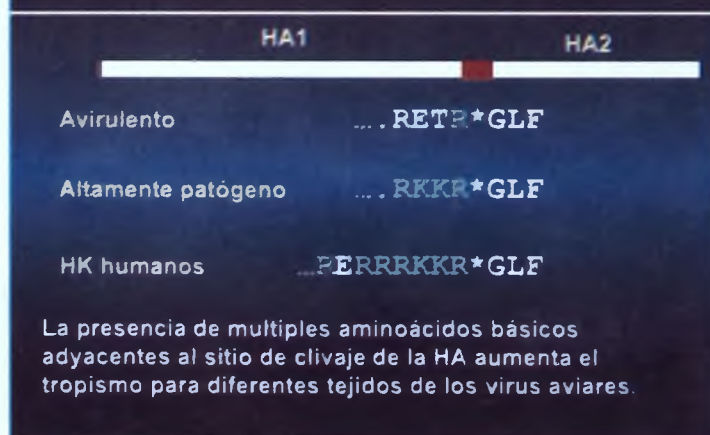 HA1 HA2
Avirulento .... RETR*GLF
Altamente patógeno .... RKKR*GLF
HK humanos ...RERRRKKR*GLF
La presencia de multiples aminoácidos básicos
adyacentes al sitio de clivaje de la HA aumenta el
tropismo para diferentes tejidos de los virus aviares.